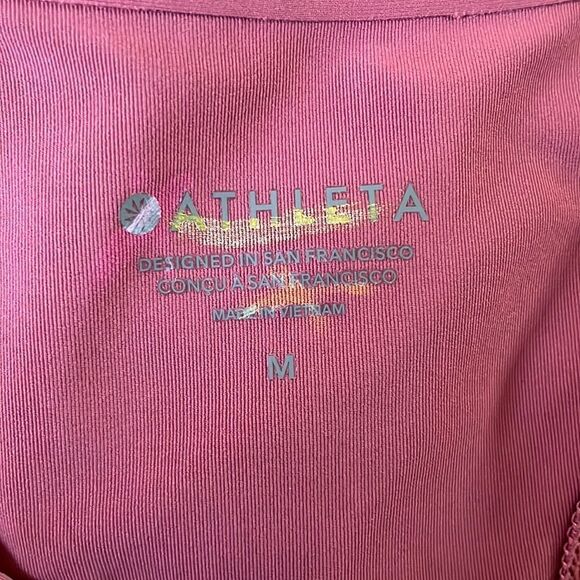 ATHLETA
DESIGNED IN SAN FRANCISCO
CONÇU À SAN FRANCISCO
MADE IN VIETNAM
M